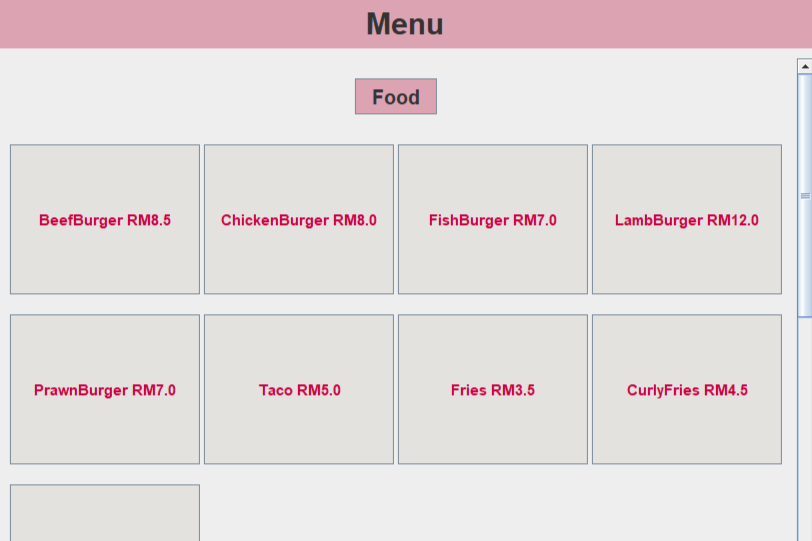 Menu
Food
BeefBurger RM8.5
ChickenBurger RM8.0
FishBurger RM7.0
LambBurger RM12.0
PrawnBurger RM7.0
Taco RM5.0
Fries RM3.5
CurlyFries RM4.5